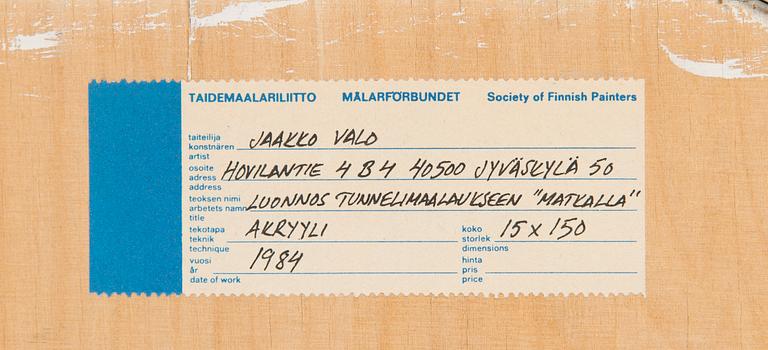 TAIDEMAALARILIITTO MÅLARFÖRBUNDET Society of Finnish Painters
taiteilija
konstnären JAAKKO VALO
artist
osoite
adress HOVILANTIE 4 B 4 40500 JYVÄSKYLÄ 50
address
teoksen nimi
arbetets namn LUONNOS TUNNELIMAALAUKSEEN "MATKALLA"
title
tekotapa koko
teknik AKRYYLI storlek 15 x 150
technique dimensions
vuosi hinta
år 1984 pris
date of work price